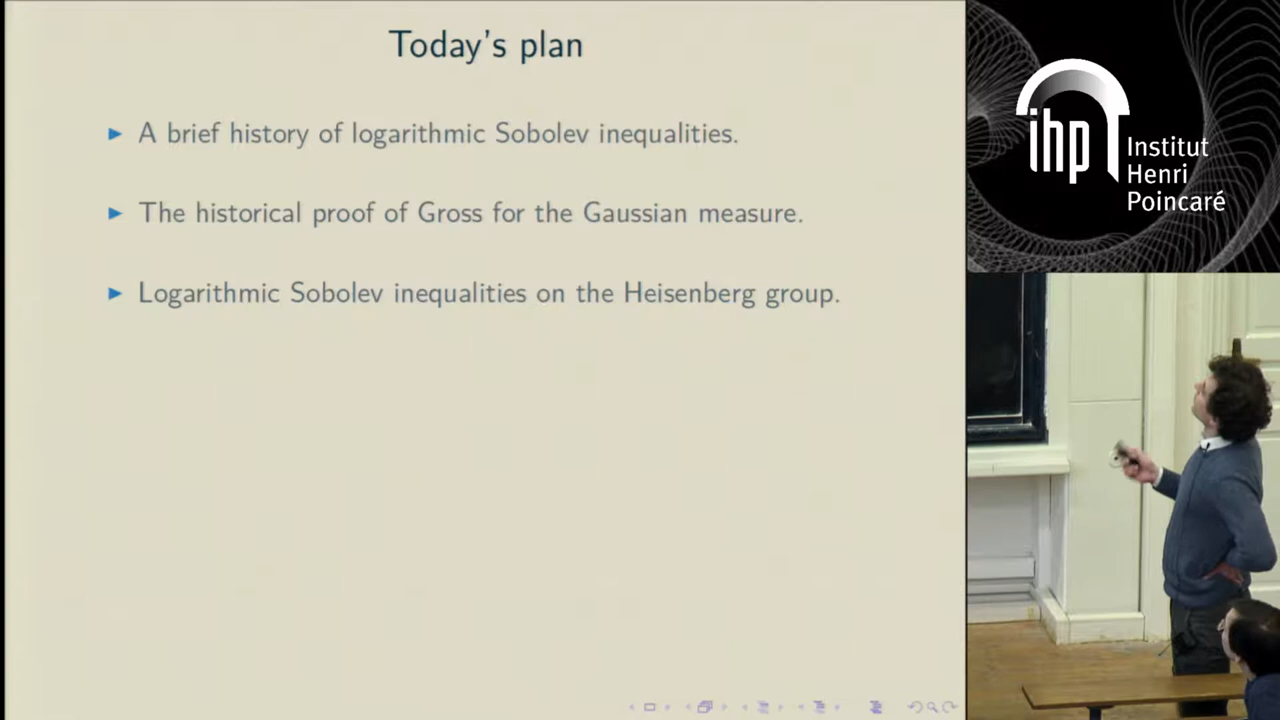 Today's plan
A brief history of logarithmic Sobolev inequalities.
The historical proof of Gross for the Gaussian measure.
Logarithmic Sobolev inequalities on the Heisenberg group.
ihp
Institut
Henri
Poincaré